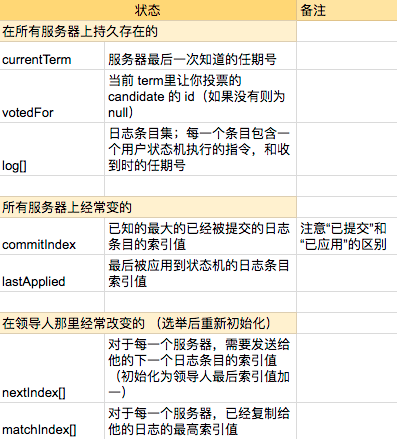 状态 备注
在所有服务器上持久存在的
currentTerm 服务器最后一次知道的任期号
当前 term里让你投票的
candidate 的 id（如果没有则为
votedFor null）
日志条目集；每一个条目包含一
个用户状态机执行的指令，和收
log[] 到时的任期号
所有服务器上经常变的
已知的最大的已经被提交的日志 注意“已提交”和
commitIndex 条目的索引值 “已应用”的区别
最后被应用到状态机的日志条目
lastApplied 索引值
在领导人那里经常改变的 （选举后重新初始化）
对于每一个服务器，需要发送给
他的下一个日志条目的索引值
（初始化为领导人最后索引值加
nextIndex[] 一）
对于每一个服务器，已经复制给
matchIndex[] 他的日志的最高索引值